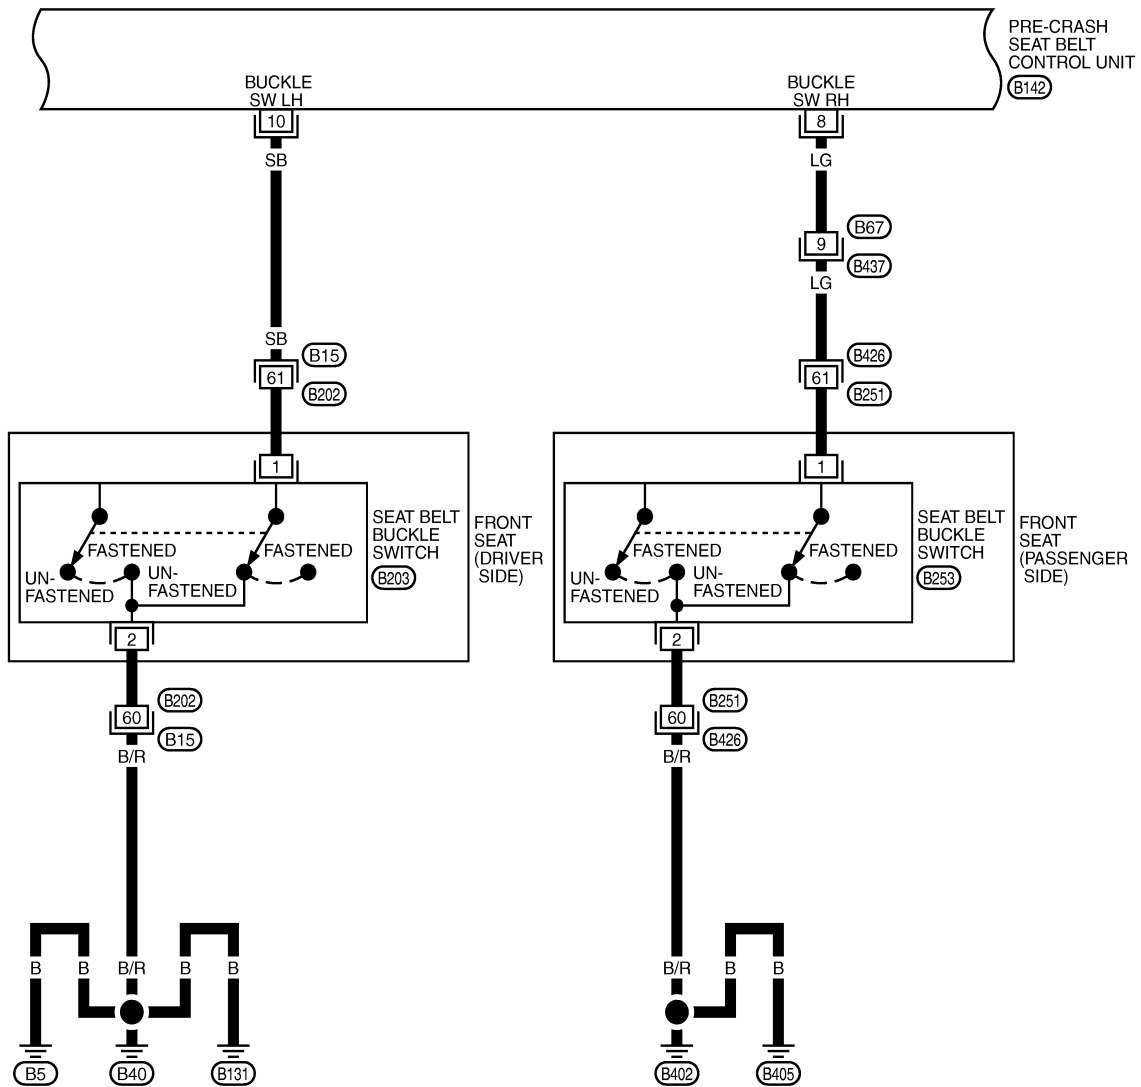 PRE-CRASH
SEAT BELT
CONTROL UNIT
B142
BUCKLE
SW LH
BUCKLE
SW RH
10
8
SB
LG
9
B67
B437
LG
SB
B15
61
B202
B426
61
B251
1
1
SEAT BELT
BUCKLE
SWITCH
B203
FRONT
SEAT
(DRIVER
SIDE)
FASTENED
FASTENED
UN-
FASTENED
UN-
FASTENED
SEAT BELT
BUCKLE
SWITCH
B253
FRONT
SEAT
(PASSENGER
SIDE)
FASTENED
FASTENED
UN-
FASTENED
UN-
FASTENED
2
2
B202
60
B15
B/R
B251
60
B426
B/R
B
B
B/R
B
B
B/R
B
B
B5
B40
B131
B402
B405